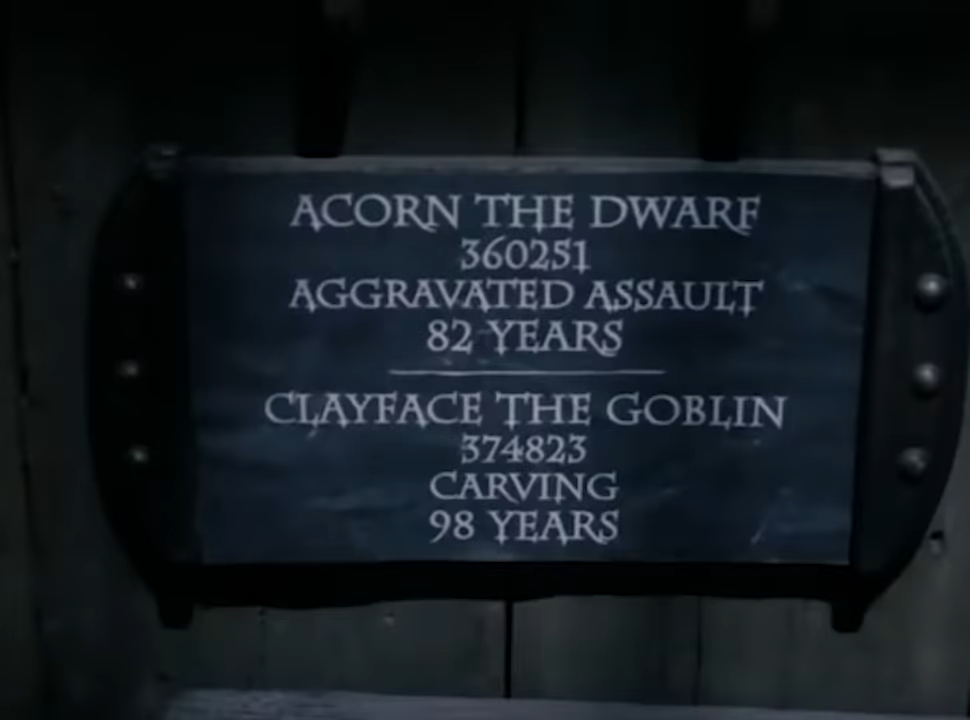 ACORN THE DWARF
360251
AGGRAVATED ASSAULT
82 YEARS
CLAYFACE THE GOBLIN
374823
CARVING
98 YEARS